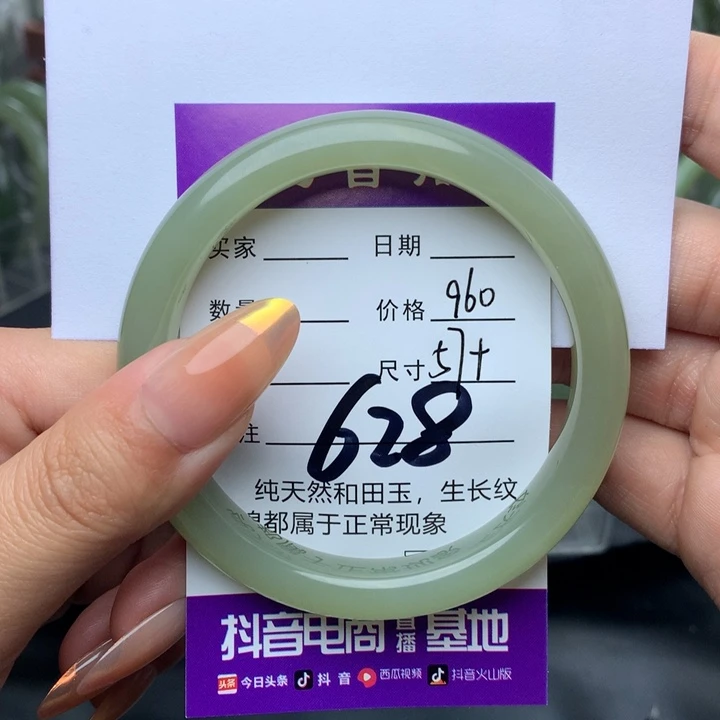 买家
日期
数量
价格 960
尺寸 57+
注
628
纯天然和田玉，生长纹
都属于正常现象
抖音电商直播基地
头条 今日头条 抖音 西瓜视频 抖音火山版